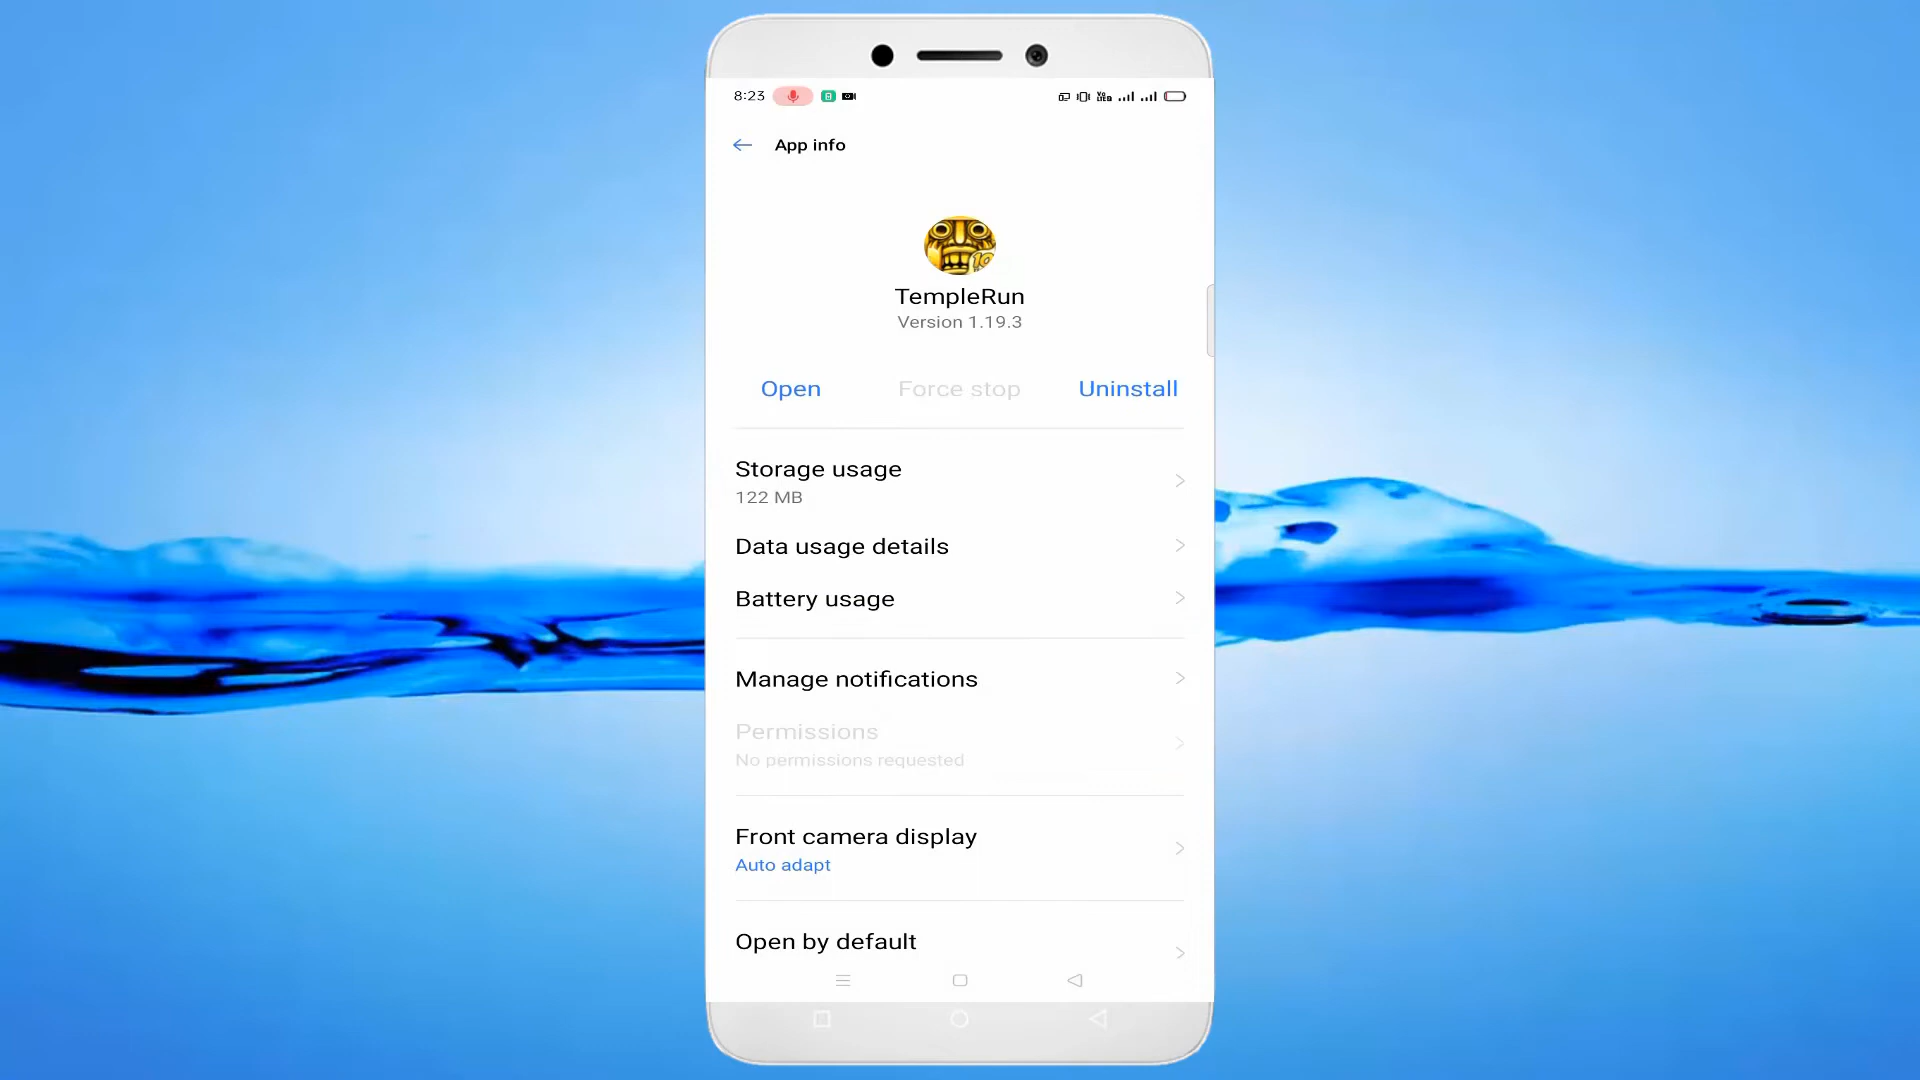 8:23
App info
10
TempleRun
Version 1.19.3
Open
Force stop
Uninstall
Storage usage
122 MB
Data usage details
Battery usage
Manage notifications
Permissions
No permissions requested
Front camera display
Auto adapt
Open by default